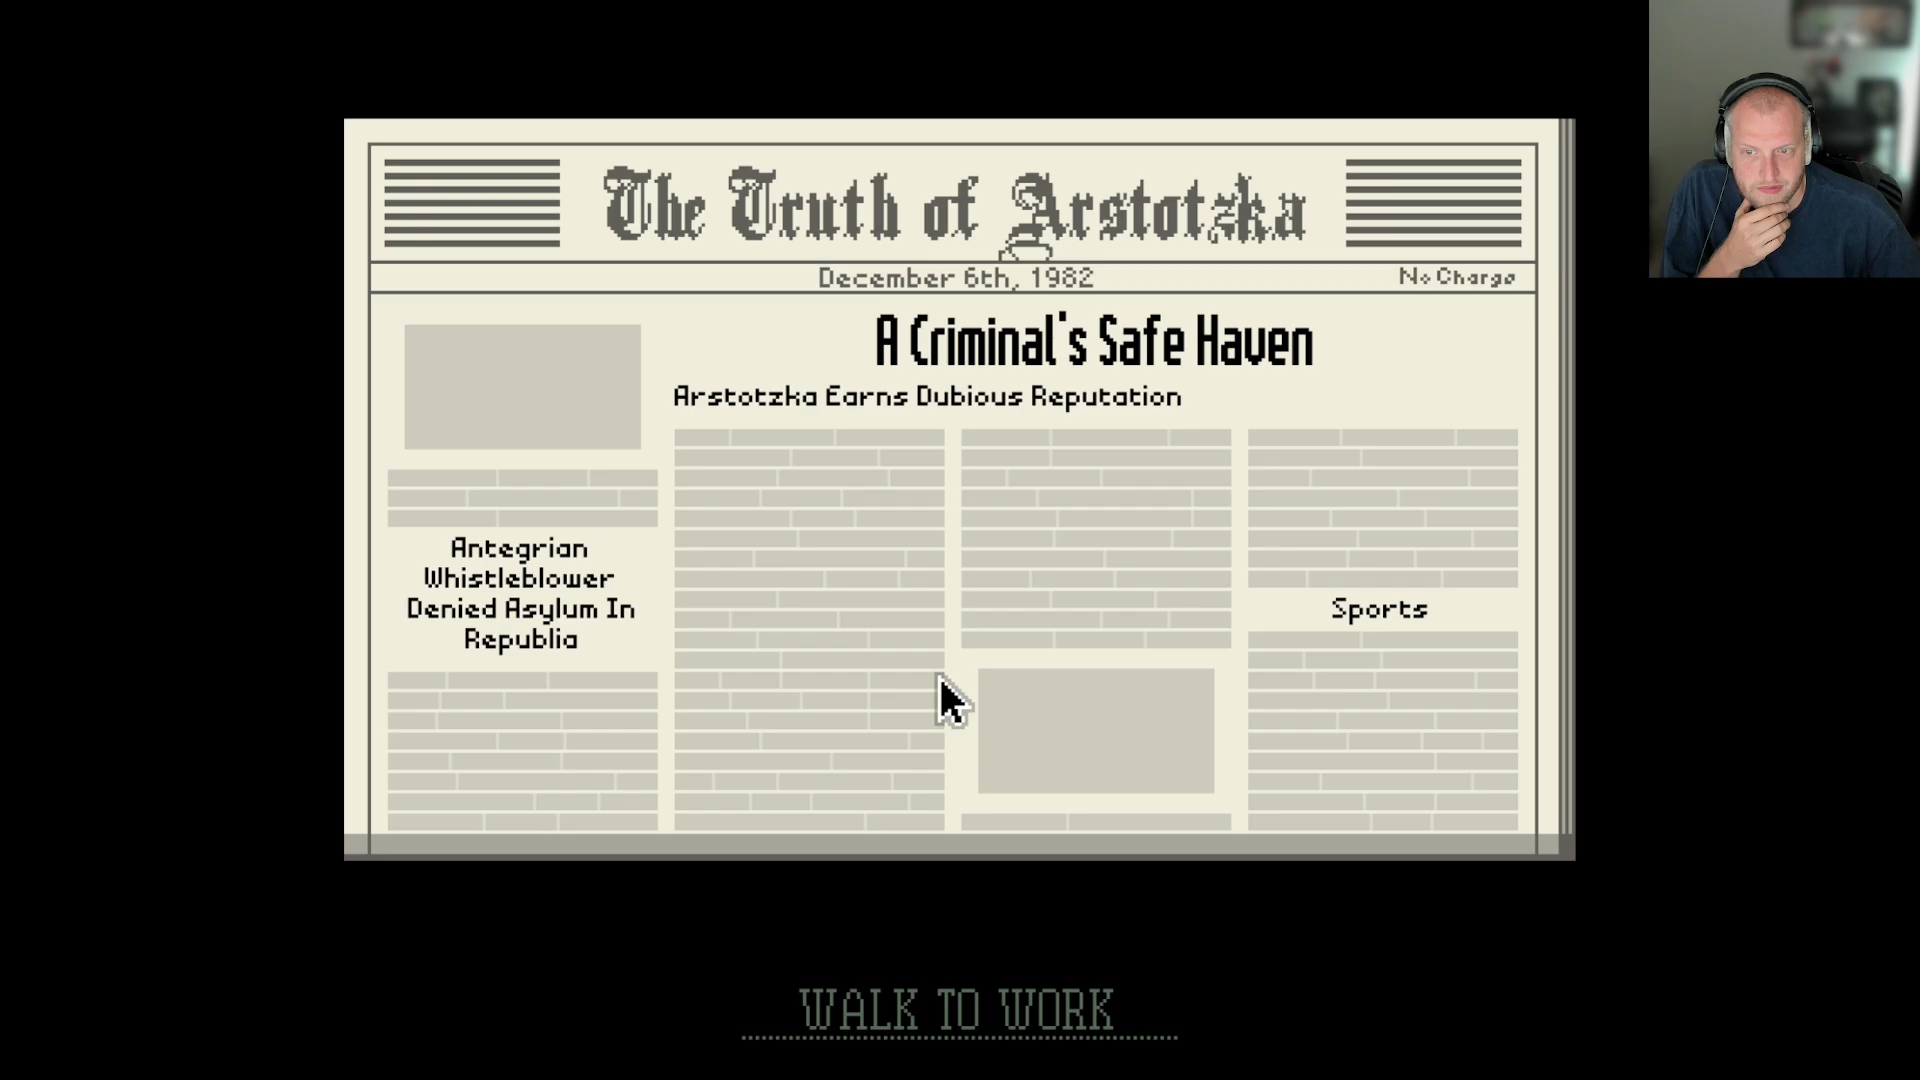 The Truth of Arstotzka
December 6th, 1982
No Charge
A Criminal's Safe Haven
Arstotzka Earns Dubious Reputation
Antegrian
Whistleblower
Denied Asylum In
Republia
Sports
WALK TO WORK